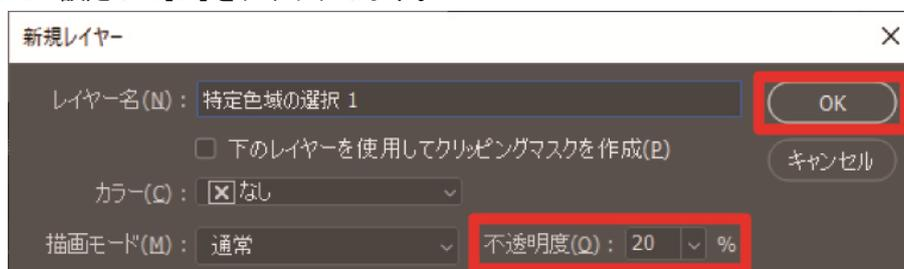 新規レイヤー
レイヤー名(N): 特定色域の選択 1
OK
下のレイヤーを使用してクリッピングマスクを作成(P)
キャンセル
カラー(C): なし
描画モード(M): 通常 不透明度(O): 20 %